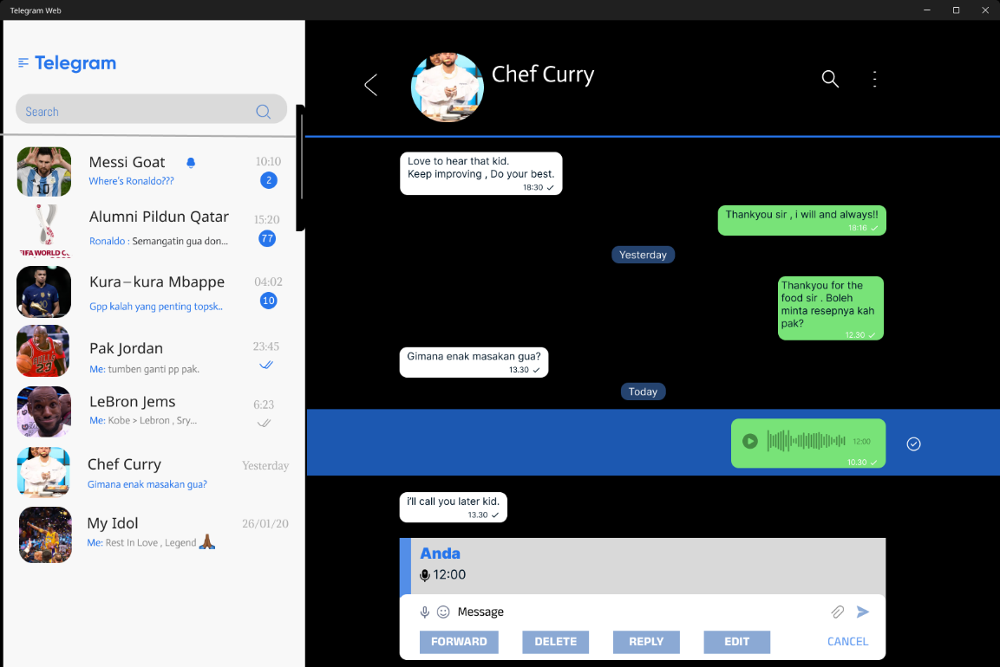 Telegram Web
Telegram
Search
Messi Goat
10:10
Where's Ronaldo???
2
10
Alumni Pildun Qatar
15:20
Ronaldo : Semangatin gua don...
77
FIFA WORLD C
Kura-kura Mbappe
04:02
Gpp kalah yang penting topsk..
10
Pak Jordan
23:45
Me: tumben ganti pp pak.
23
LeBron Jems
6:23
Me: Kobe > Lebron , Sry...
Chef Curry
Yesterday
Gimana enak masakan gua?
My Idol
26/01/20
Me: Rest In Love , Legend
Chef Curry
Love to hear that kid.
Keep improving , Do your best.
18:30
Thankyou sir , i will and always!!
18:16
Yesterday
Thankyou for the
food sir . Boleh
minta resepnya kah
pak?
12.30
Gimana enak masakan gua?
13.30
Today
12:00
10.30
i'll call you later kid.
13.30
Anda
12:00
Message
FORWARD
DELETE
REPLY
EDIT
CANCEL